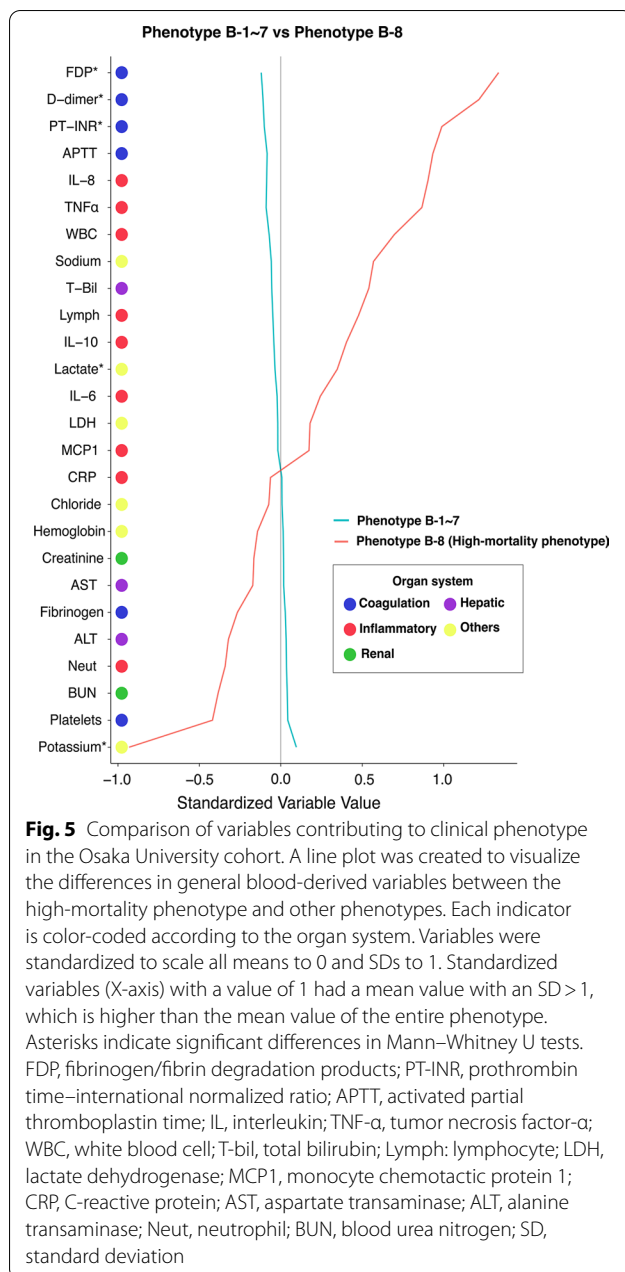 Phenotype B-1~7 vs Phenotype B-8
FDP*
D-dimer*
PT-INR*
APTT
IL-8
TNFα
WBC
Sodium
T-Bil
Lymph
IL-10
Lactate*
IL-6
LDH
MCP1
CRP
Chloride
Hemoglobin
Creatinine
AST
Fibrinogen
ALT
Neut
BUN
Platelets
Potassium*
Phenotype B-1~7
Phenotype B-8 (High-mortality phenotype)
Organ system
Coagulation Hepatic
Inflammatory Others
Renal
−1.0 −0.5 0.0 0.5 1.0
Standardized Variable Value
Fig. 5 Comparison of variables contributing to clinical phenotype
in the Osaka University cohort. A line plot was created to visualize
the differences in general blood-derived variables between the
high-mortality phenotype and other phenotypes. Each indicator
is color-coded according to the organ system. Variables were
standardized to scale all means to 0 and SDs to 1. Standardized
variables (X-axis) with a value of 1 had a mean value with an SD > 1,
which is higher than the mean value of the entire phenotype.
Asterisks indicate significant differences in Mann–Whitney U tests.
FDP, fibrinogen/fibrin degradation products; PT-INR, prothrombin
time–international normalized ratio; APTT, activated partial
thromboplastin time; IL, interleukin; TNF-α, tumor necrosis factor-α;
WBC, white blood cell; T-bil, total bilirubin; Lymph: lymphocyte; LDH,
lactate dehydrogenase; MCP1, monocyte chemotactic protein 1;
CRP, C-reactive protein; AST, aspartate transaminase; ALT, alanine
transaminase; Neut, neutrophil; BUN, blood urea nitrogen; SD,
standard deviation